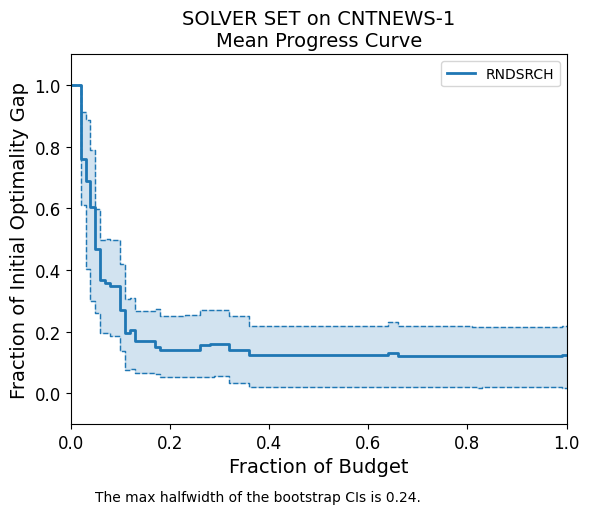 SOLVER SET on CNTNEWS-1
Mean Progress Curve
RNDSRCH
Fraction of Initial Optimality Gap
1.0
0.8
0.6
0.4
0.2
0.0
0.0 0.2 0.4 0.6 0.8 1.0
Fraction of Budget
The max halfwidth of the bootstrap CIs is 0.24.